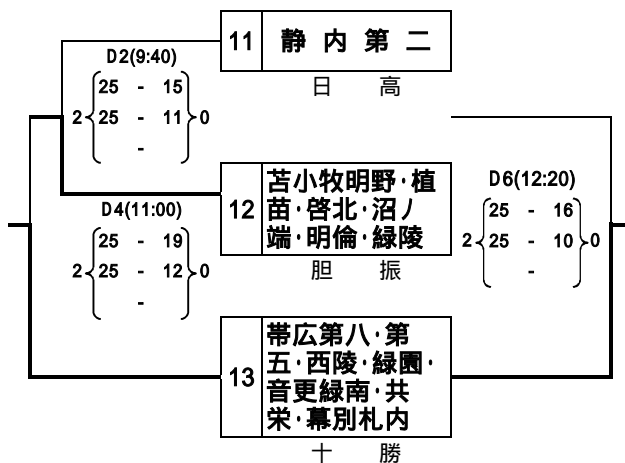 11 静内第二
D2(9:40)
日高
25 - 15
2 25 - 11 0
-
12 苫小牧明野・植
苗・啓北・沼ノ
端・明倫・緑陵
胆振
D4(11:00)
25 - 19
2 25 - 12 0
-
D6(12:20)
25 - 16
2 25 - 10 0
-
13 帯広第八・第
五・西陵・緑園・
音更緑南・共
栄・幕別札内
十勝